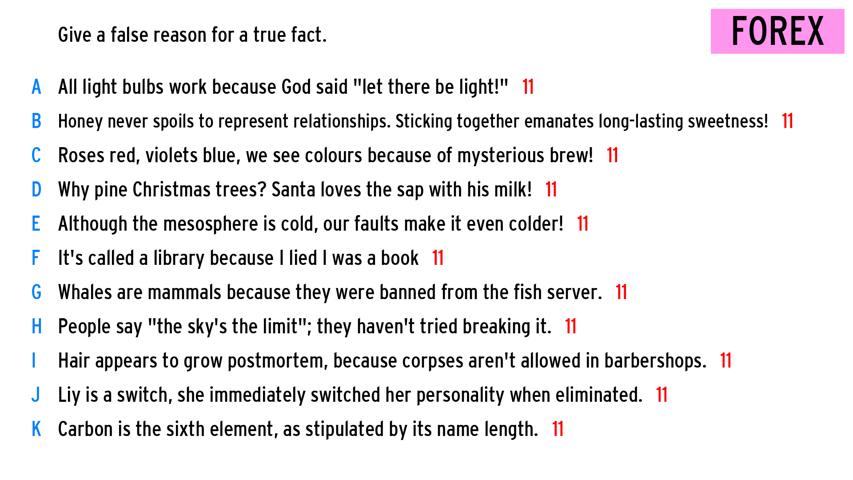 Give a false reason for a true fact.
FOREX
A All light bulbs work because God said "let there be light!" 11
B Honey never spoils to represent relationships. Sticking together emanates long-lasting sweetness! 11
C Roses red, violets blue, we see colours because of mysterious brew! 11
D Why pine Christmas trees? Santa loves the sap with his milk! 11
E Although the mesosphere is cold, our faults make it even colder! 11
F It's called a library because I lied I was a book 11
G Whales are mammals because they were banned from the fish server. 11
H People say "the sky's the limit"; they haven't tried breaking it. 11
I Hair appears to grow postmortem, because corpses aren't allowed in barbershops. 11
J Liy is a switch, she immediately switched her personality when eliminated. 11
K Carbon is the sixth element, as stipulated by its name length. 11